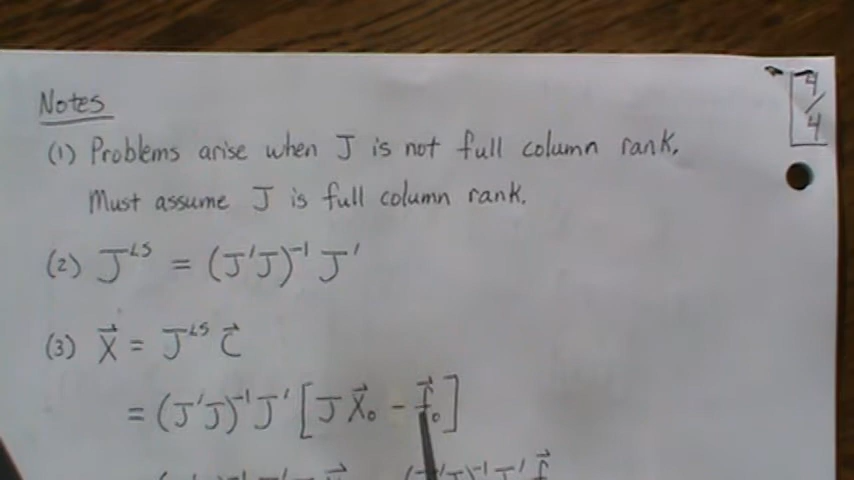 4/4
Notes
(1) Problems arise when J is not full column rank.
Must assume J is full column rank.
(2) J^LS = (J'J)^-1 J'
(3) x⃗ = J^LS c⃗
= (J'J)^-1 J' [J x⃗₀ - f⃗₀]